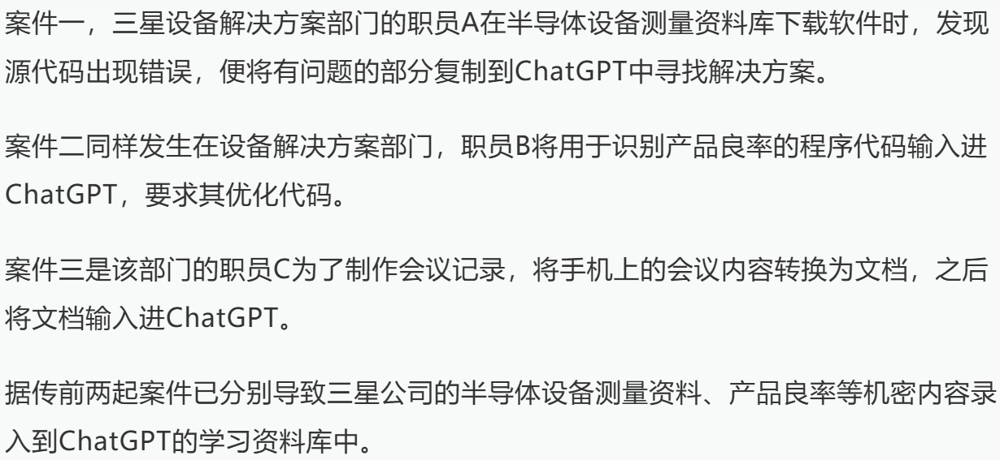 案件一，三星设备解决方案部门的职员A在半导体设备测量资料库下载软件时，发现
源代码出现错误，便将有问题的部分复制到ChatGPT中寻找解决方案。
案件二同样发生在设备解决方案部门，职员B将用于识别产品良率的程序代码输入进
ChatGPT，要求其优化代码。
案件三是该部门的职员C为了制作会议记录，将手机上的会议内容转换为文档，之后
将文档输入进ChatGPT。
据传前两起案件已分别导致三星公司的半导体设备测量资料、产品良率等机密内容录
入到ChatGPT的学习资料库中。